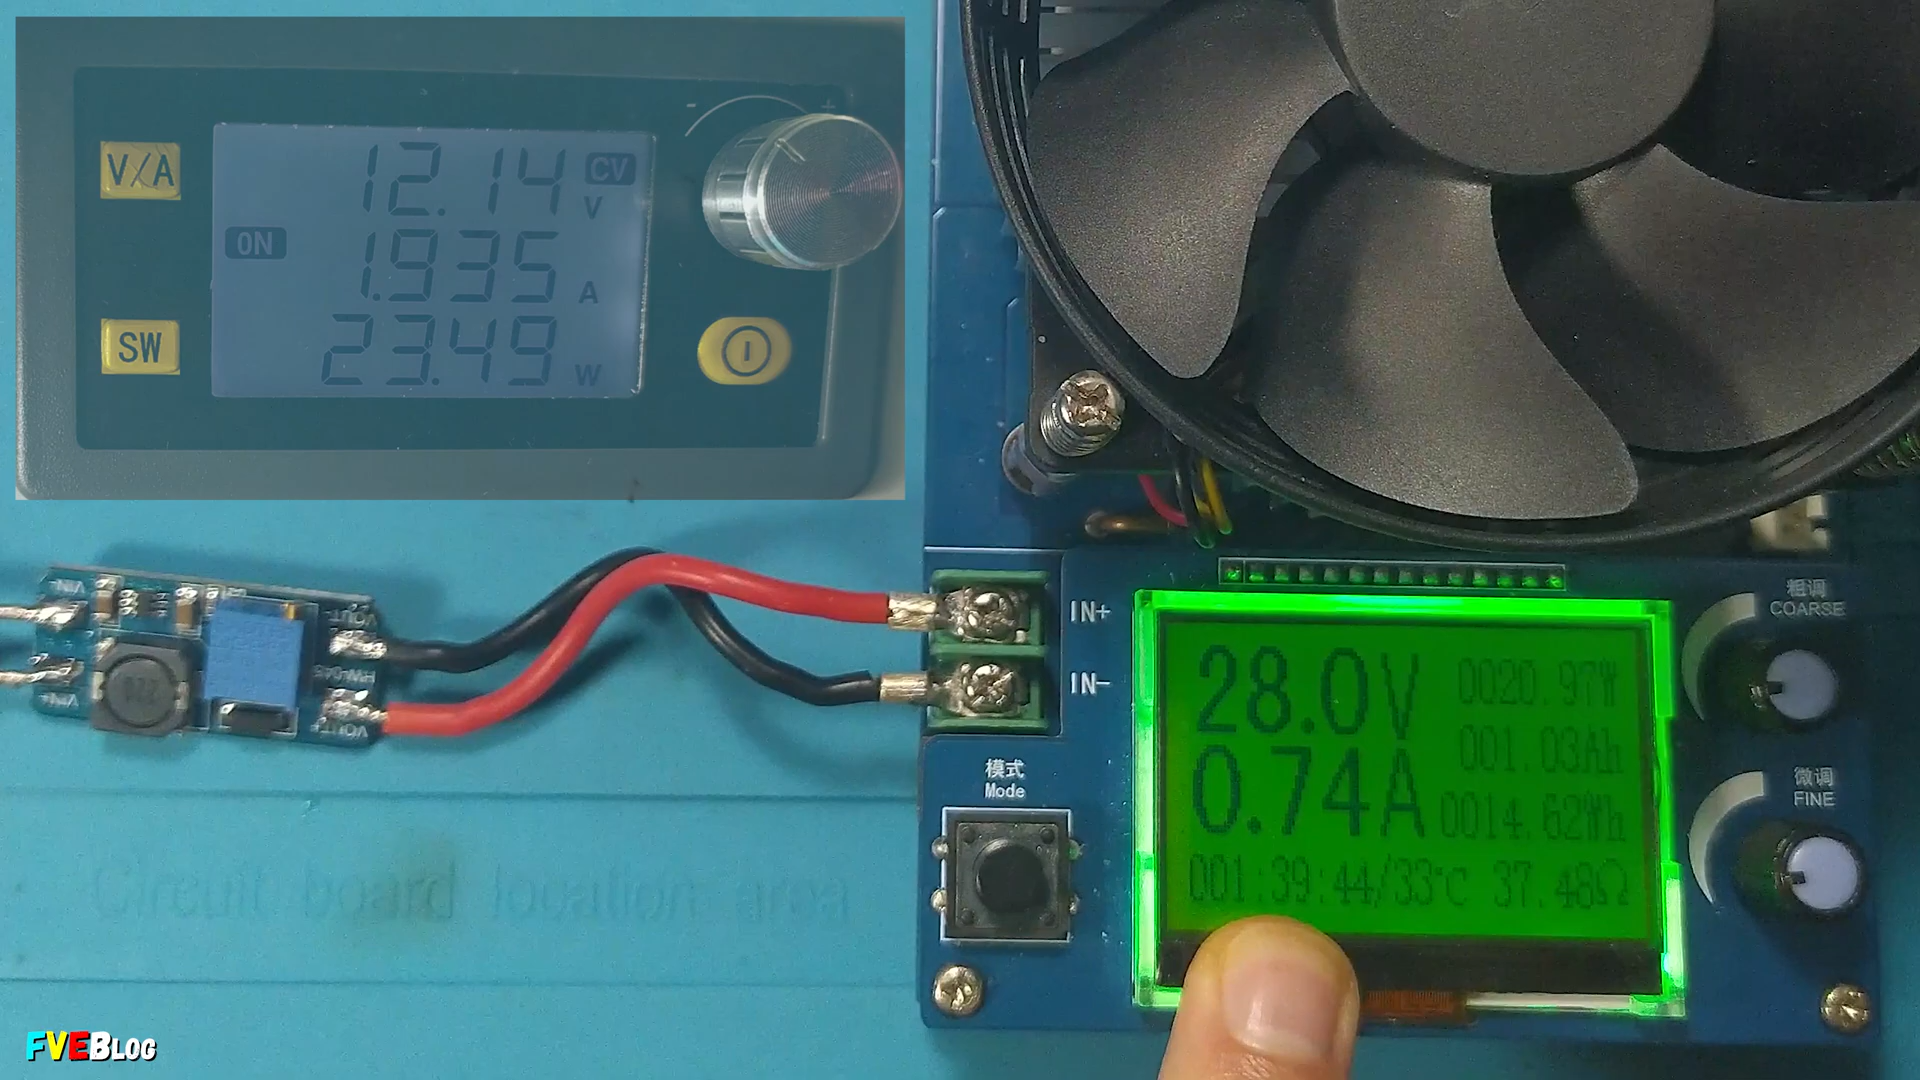 - +
V/A
12.14 V CV
ON
1.935 A
SW
23.49 W
VIN-
VIN+
VOUT-
VOUT+
IN+
IN-
模式
Mode
28.0V
0020.97W
0.74A
001.03Ah
0014.62Wh
001:39:44/33℃ 37.48Ω
粗调
COARSE
微调
FINE
Circuit board location area
FVEBLOG